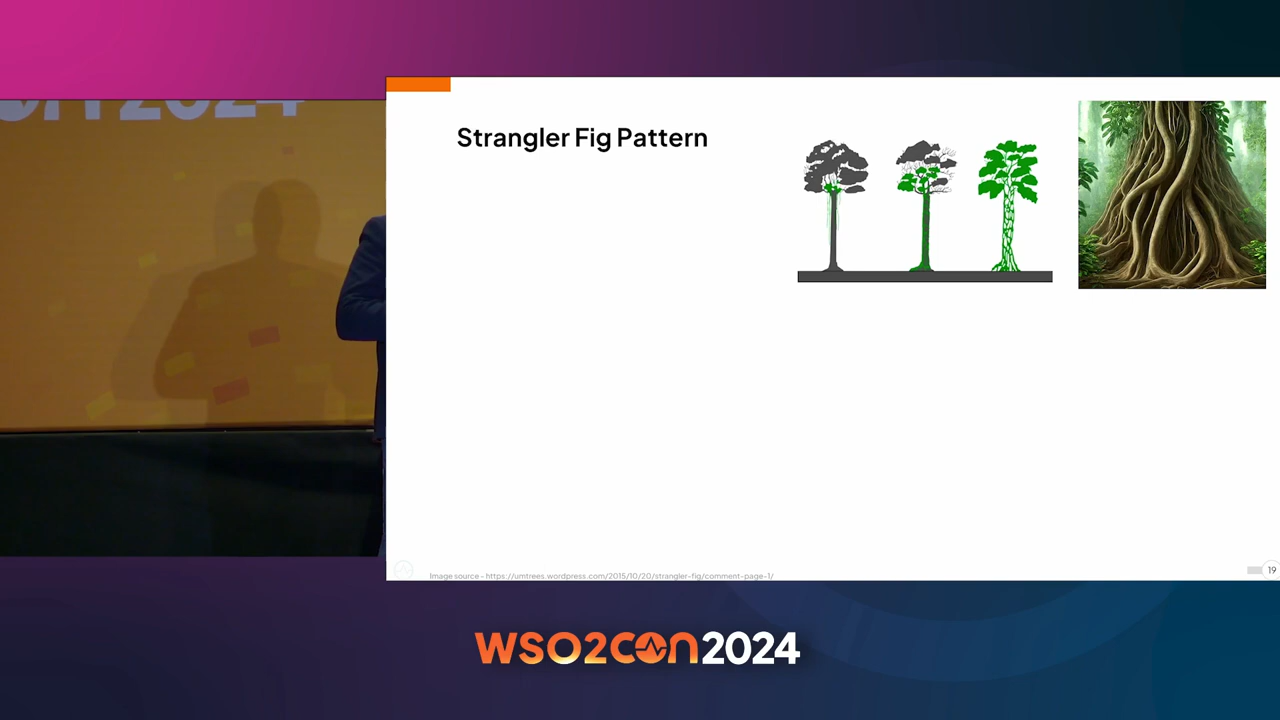 2024
Strangler Fig Pattern
Image source - https://umtrees.wordpress.com/2015/10/20/strangler-fig/comment-page-1/
19
WSO2CON2024